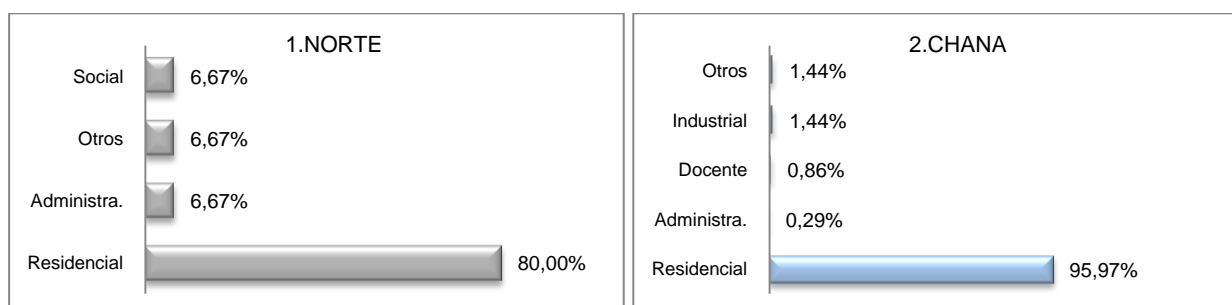 1.NORTE
Social 6,67%
Otros 6,67%
Administra. 6,67%
Residencial 80,00%
2.CHANA
Otros 1,44%
Industrial 1,44%
Docente 0,86%
Administra. 0,29%
Residencial 95,97%